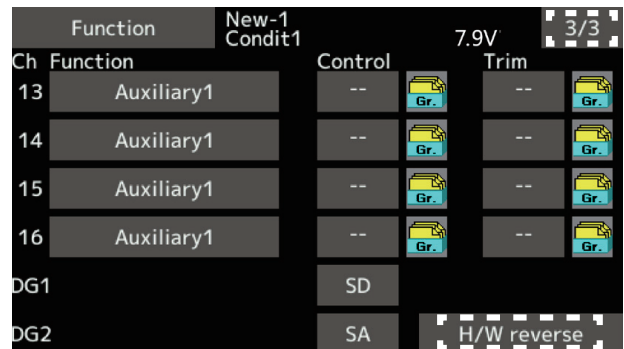 Function New-1 3/3
Condit1 7.9V
Ch Function Control Trim
13 Auxiliary1 -- Gr. -- Gr.
14 Auxiliary1 -- Gr. -- Gr.
15 Auxiliary1 -- Gr. -- Gr.
16 Auxiliary1 -- Gr. -- Gr.
DG1 SD
DG2 SA H/W reverse